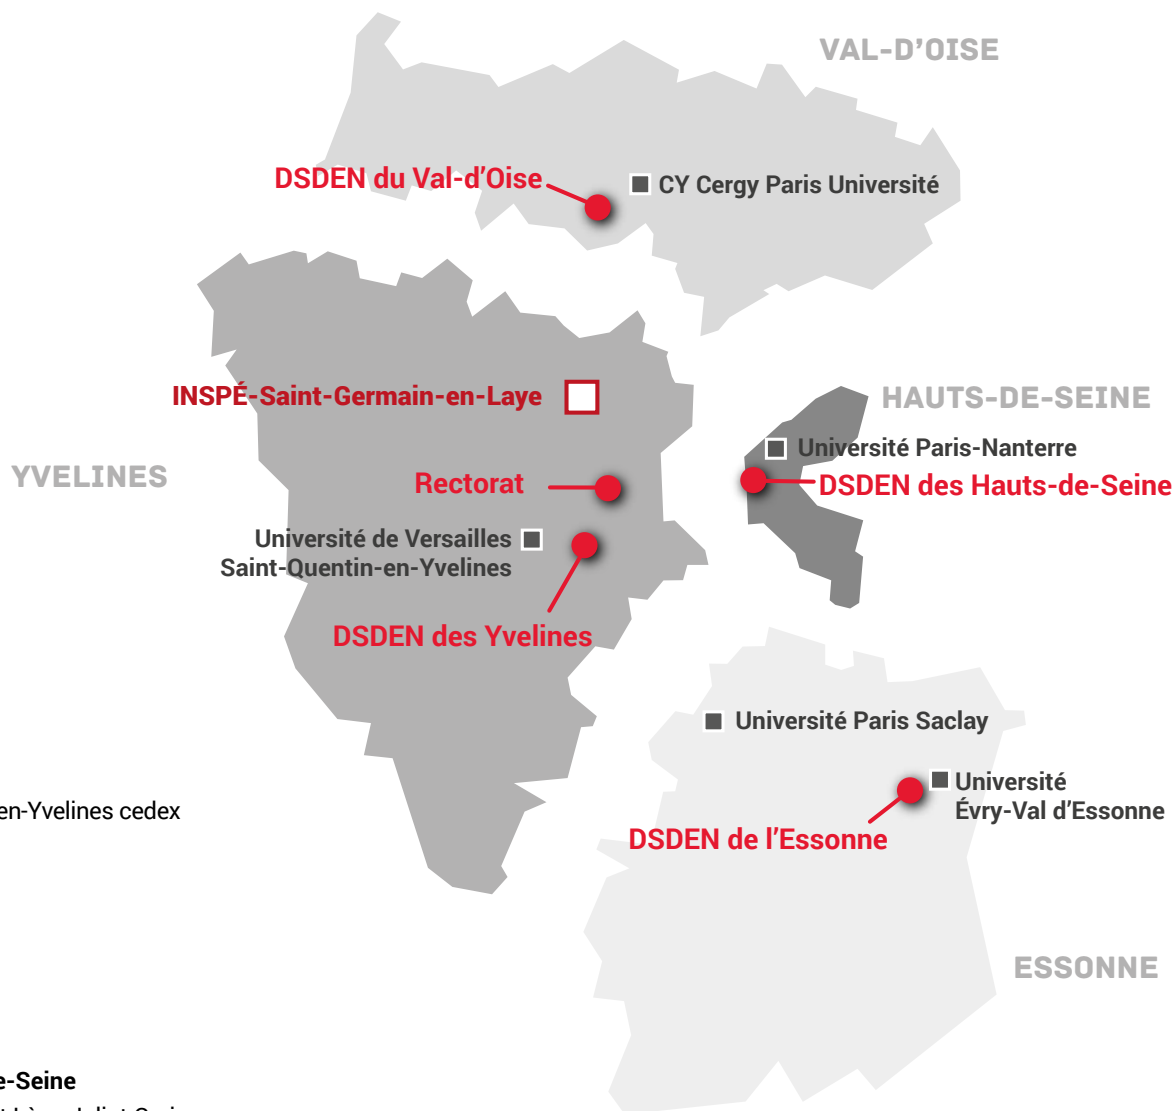 VAL-D'OISE
DSDEN du Val-d'Oise
CY Cergy Paris Université
INSPÉ-Saint-Germain-en-Laye
HAUTS-DE-SEINE
Université Paris-Nanterre
YVELINES
Rectorat
DSDEN des Hauts-de-Seine
Université de Versailles
Saint-Quentin-en-Yvelines
DSDEN des Yvelines
Université Paris Saclay
Université
Évry-Val d'Essonne
en-Yvelines cedex
DSDEN de l'Essonne
ESSONNE
e-Seine